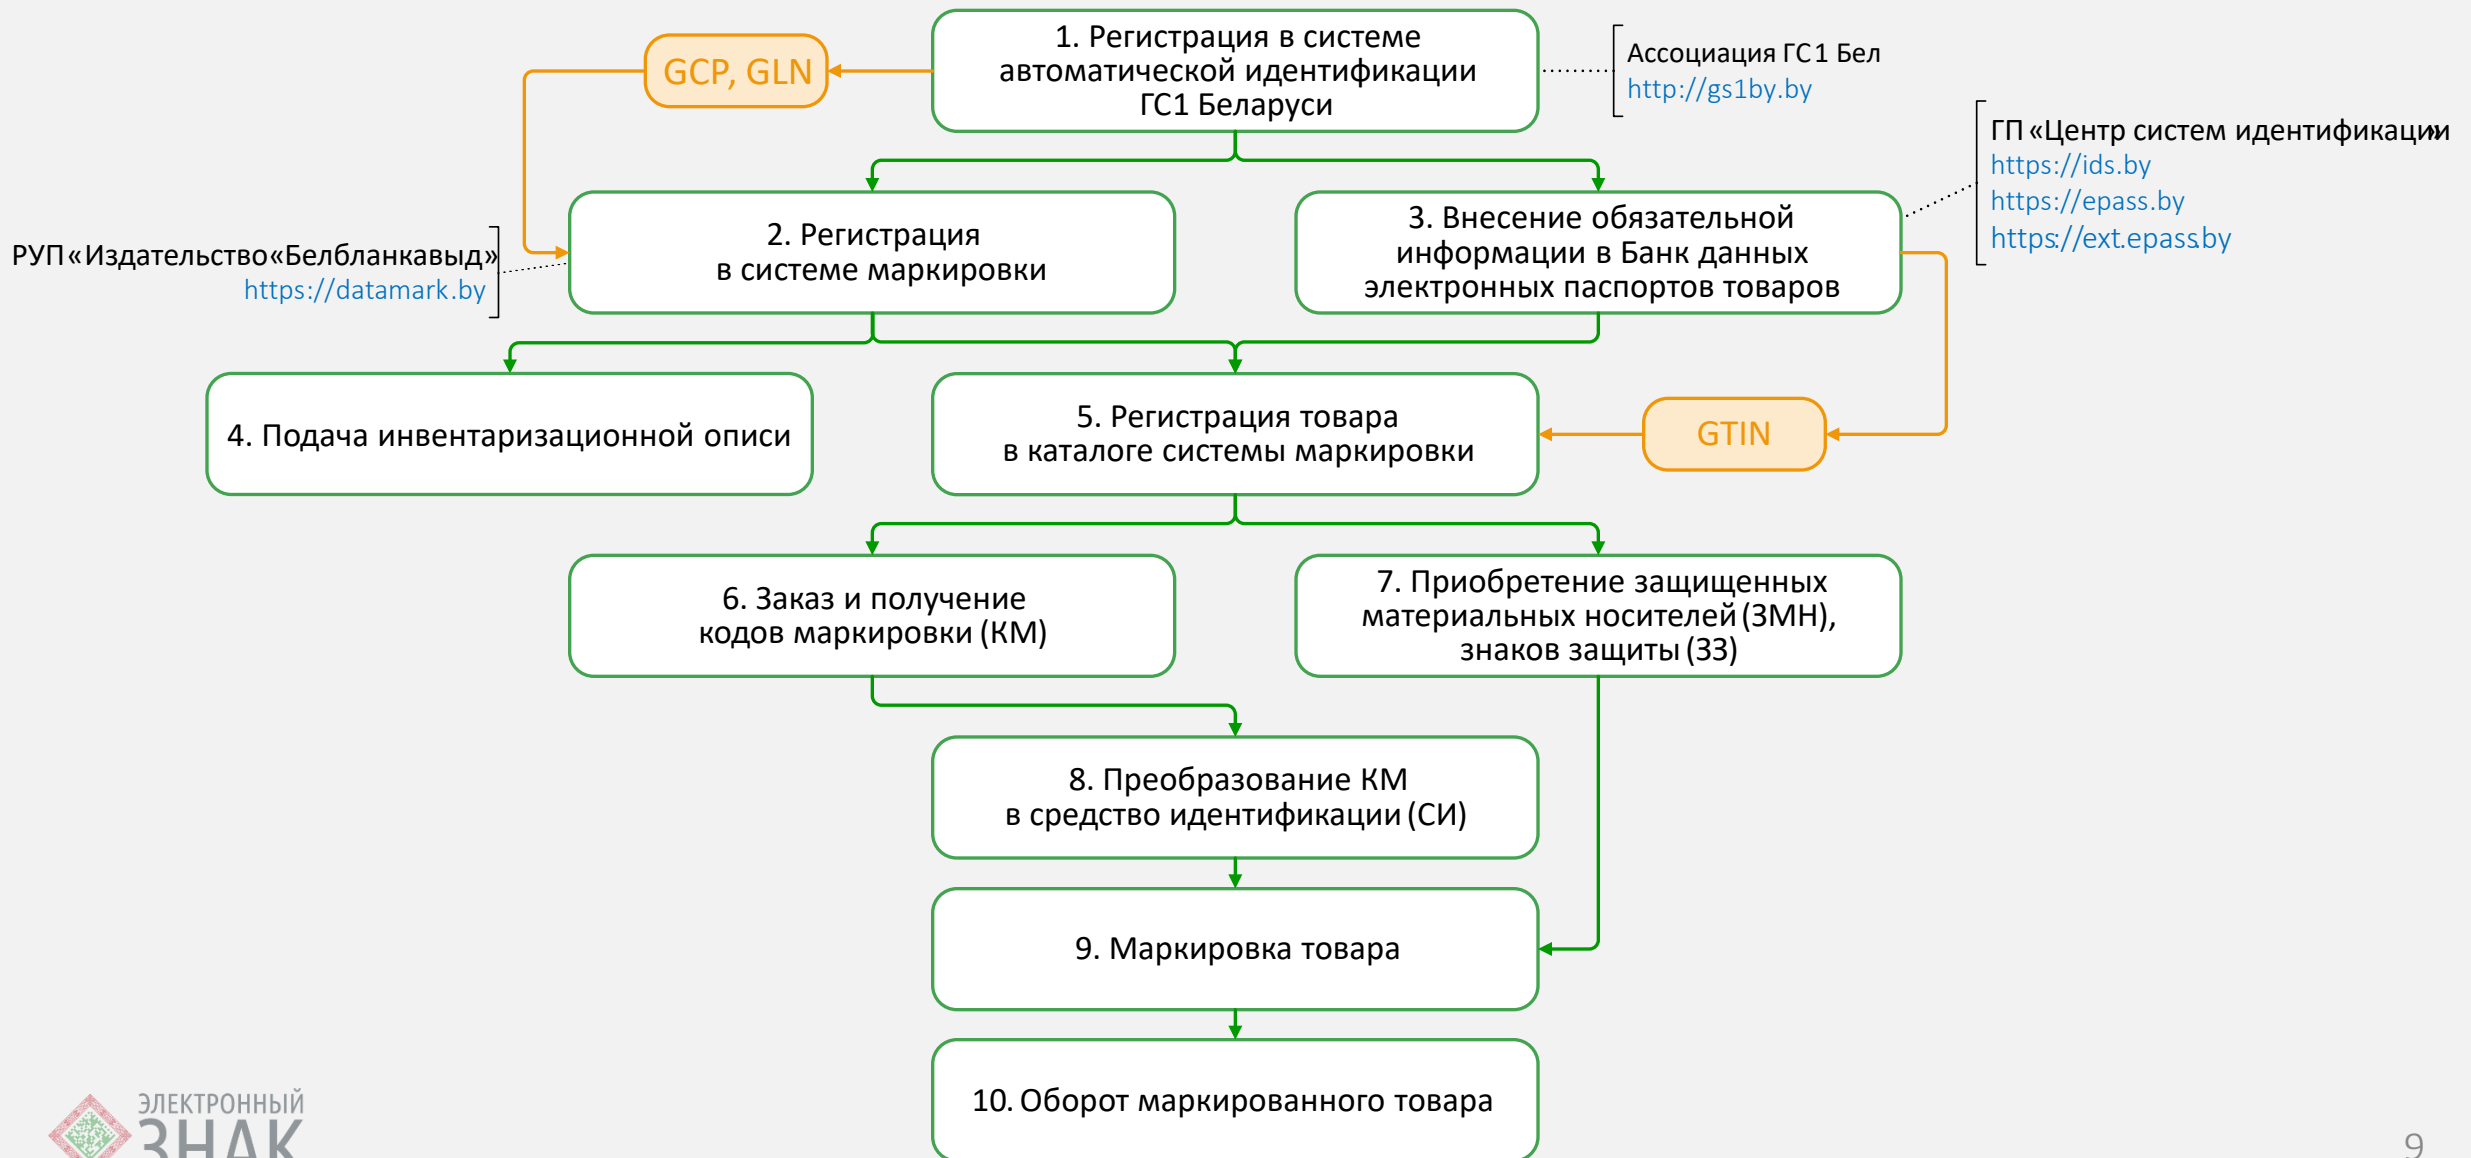 1. Регистрация в системе
автоматической идентификации
ГС1 Беларуси
GCP, GLN
Ассоциация ГС1 Бел
http://gs1by.by
ГП «Центр систем идентификации»
https://ids.by
https://epass.by
https://ext.epass.by
2. Регистрация
в системе маркировки
3. Внесение обязательной
информации в Банк данных
электронных паспортов товаров
РУП «Издательство «Белбланкавыд»
https://datamark.by
4. Подача инвентаризационной описи
5. Регистрация товара
в каталоге системы маркировки
GTIN
6. Заказ и получение
кодов маркировки (КМ)
7. Приобретение защищенных
материальных носителей (ЗМН),
знаков защиты (ЗЗ)
8. Преобразование КМ
в средство идентификации (СИ)
9. Маркировка товара
10. Оборот маркированного товара
ЭЛЕКТРОННЫЙ
ЗНАК
9